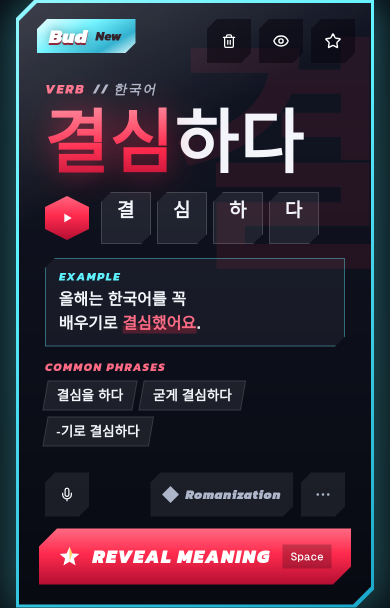 Bud New
VERB // 한국어
결심하다
결 심 하 다
EXAMPLE
올해는 한국어를 꼭
배우기로 결심했어요.
COMMON PHRASES
결심을 하다 굳게 결심하다
-기로 결심하다
Romanization
REVEAL MEANING Space